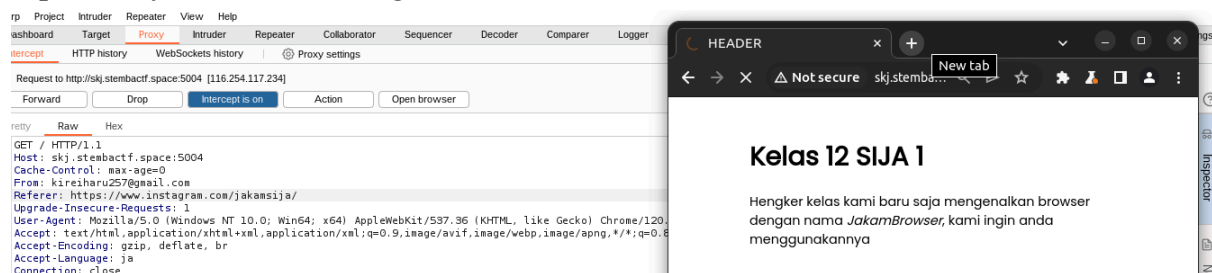 Project Intruder Repeater View Help
Target Proxy Intruder Repeater Collaborator Sequencer Decoder Comparer Logger
HTTP history WebSockets history Proxy settings
Request to http://skj.stembactf.space:5004 [116.254.117.234]
Forward Drop Intercept is on Action Open browser
Raw Hex
GET / HTTP/1.1
Host: skj.stembactf.space:5004
Cache-Control: max-age=0
From: kireiharu257@gmail.com
Referer: https://www.instagram.com/jakamsija/
Upgrade-Insecure-Requests: 1
User-Agent: Mozilla/5.0 (Windows NT 10.0; Win64; x64) AppleWebKit/537.36 (KHTML, like Gecko) Chrome/120.
Accept: text/html,application/xhtml+xml,application/xml;q=0.9,image/avif,image/webp,image/apng,*/*;q=0.8
Accept-Encoding: gzip, deflate, br
Accept-Language: ja
Connection: close
HEADER
New tab
Not secure skj.stemba...
Kelas 12 SIJA 1
Hengker kelas kami baru saja mengenalkan browser
dengan nama JakamBrowser, kami ingin anda
menggunakannya
Inspector